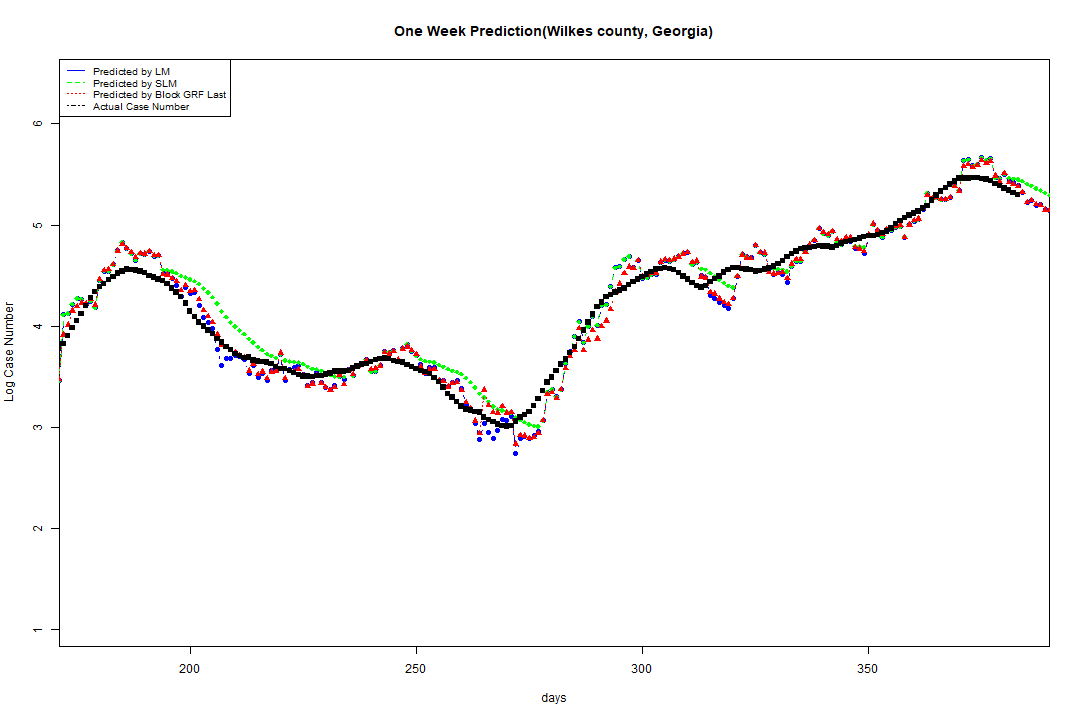 One Week Prediction(Wilkes county, Georgia)
Predicted by LM
Predicted by SLM
Predicted by Block GRF Last
Actual Case Number
Log Case Number
6
5
4
3
2
1
200
250
300
350
days